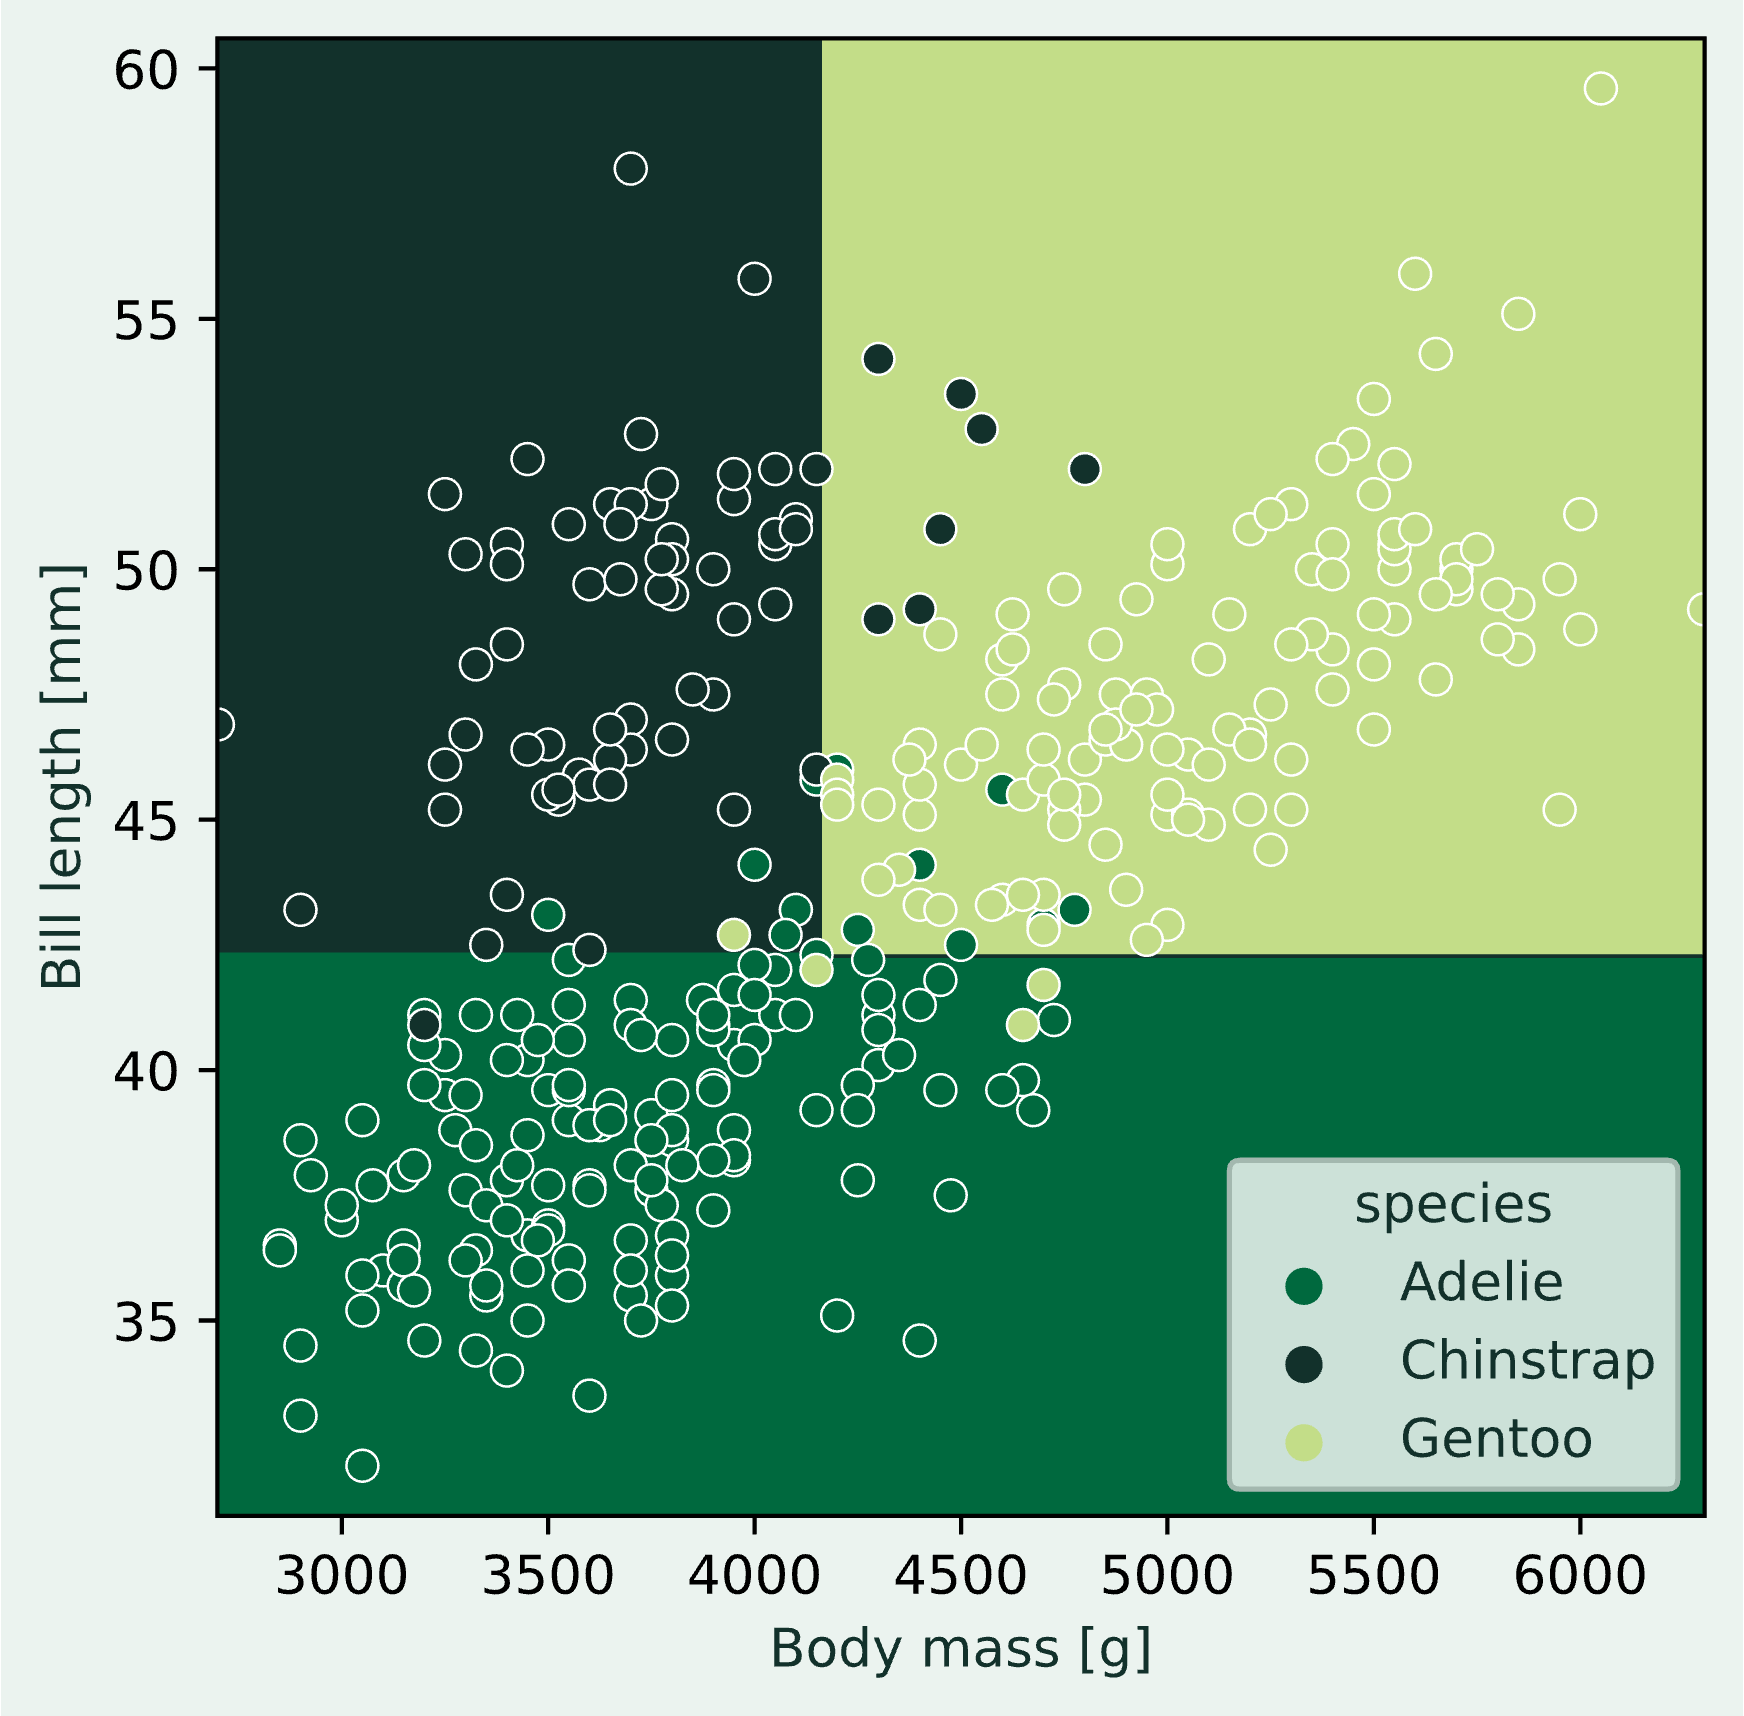 60
55
50
45
40
35
Bill length [mm]
species
Adelie
Chinstrap
Gentoo
3000 3500 4000 4500 5000 5500 6000
Body mass [g]